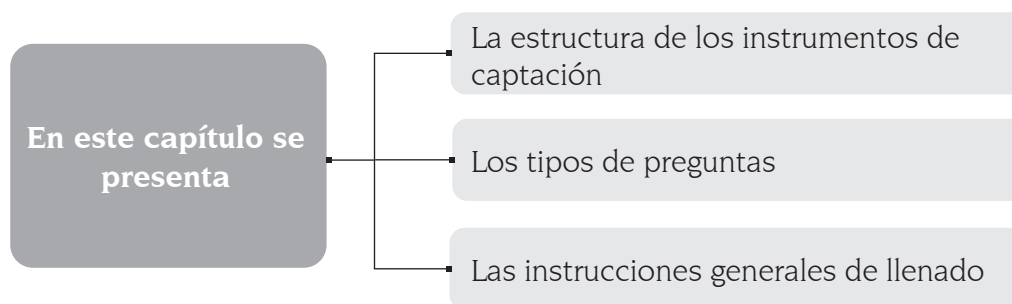 En este capítulo se
presenta
La estructura de los instrumentos de
captación
Los tipos de preguntas
Las instrucciones generales de llenado